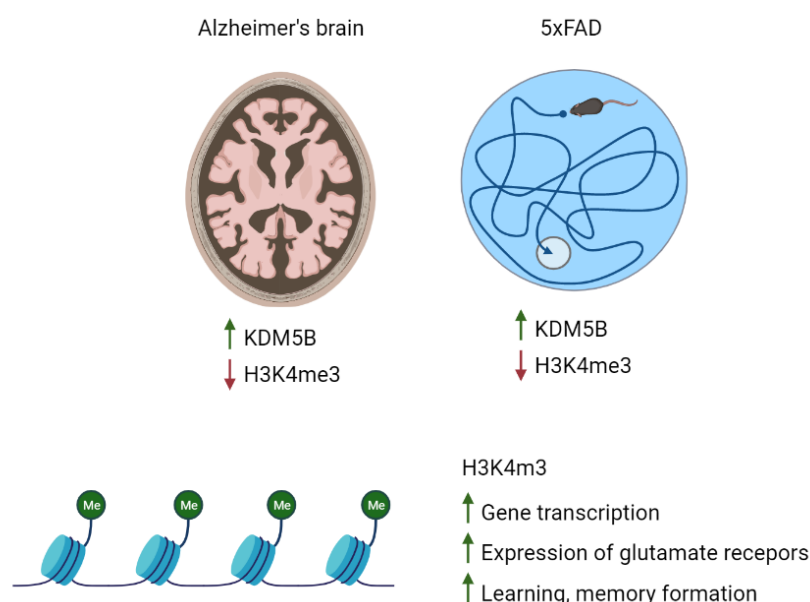 Alzheimer's brain
5xFAD
KDM5B
H3K4me3
KDM5B
H3K4me3
Me Me Me Me
H3K4m3
Gene transcription
Expression of glutamate recepors
Learning, memory formation